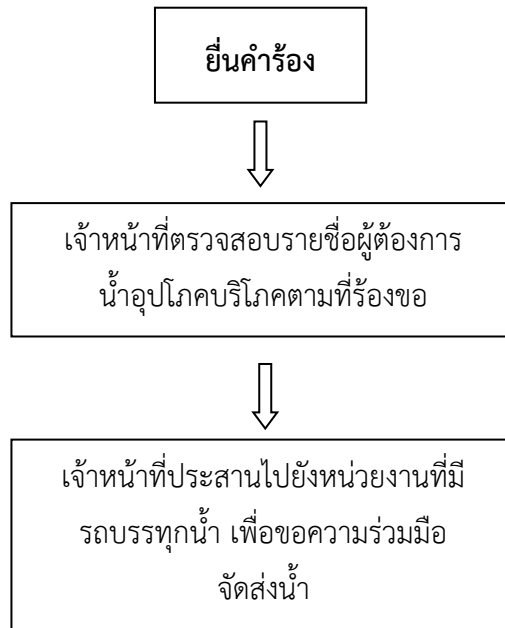 ยื่นคำร้อง
เจ้าหน้าที่ตรวจสอบรายชื่อผู้ต้องการ
น้ำอุปโภคบริโภคตามที่ร้องขอ
เจ้าหน้าที่ประสานไปยังหน่วยงานที่มี
รถบรรทุกน้ำ เพื่อขอความร่วมมือ
จัดส่งน้ำ